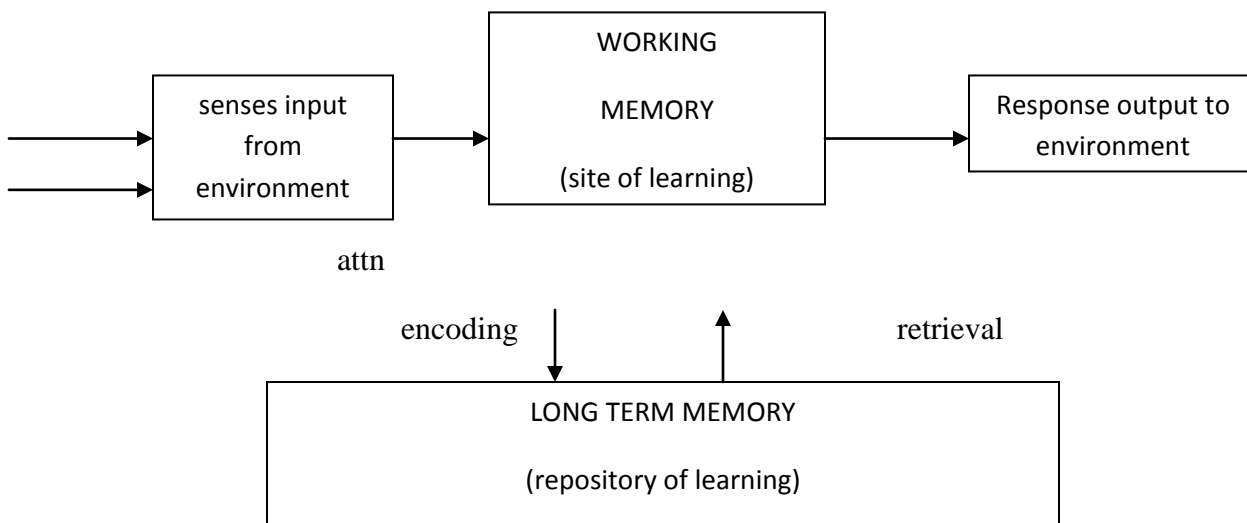 senses input
from
environment
WORKING
MEMORY
(site of learning)
Response output to
environment
attn
encoding
retrieval
LONG TERM MEMORY
(repository of learning)